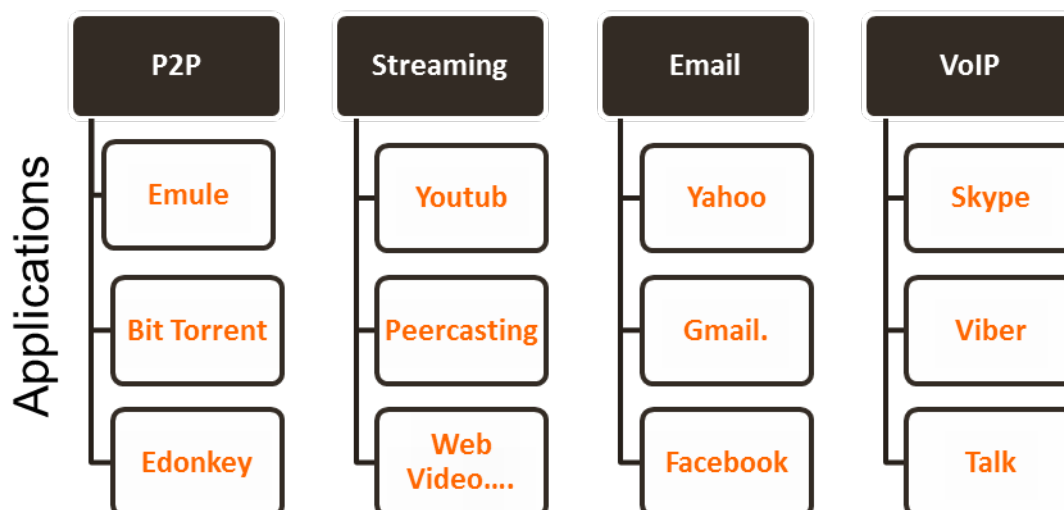 Applications
P2P
Emule
Bit Torrent
Edonkey
Streaming
Youtub
Peercasting
Web
Video....
Email
Yahoo
Gmail.
Facebook
VoIP
Skype
Viber
Talk